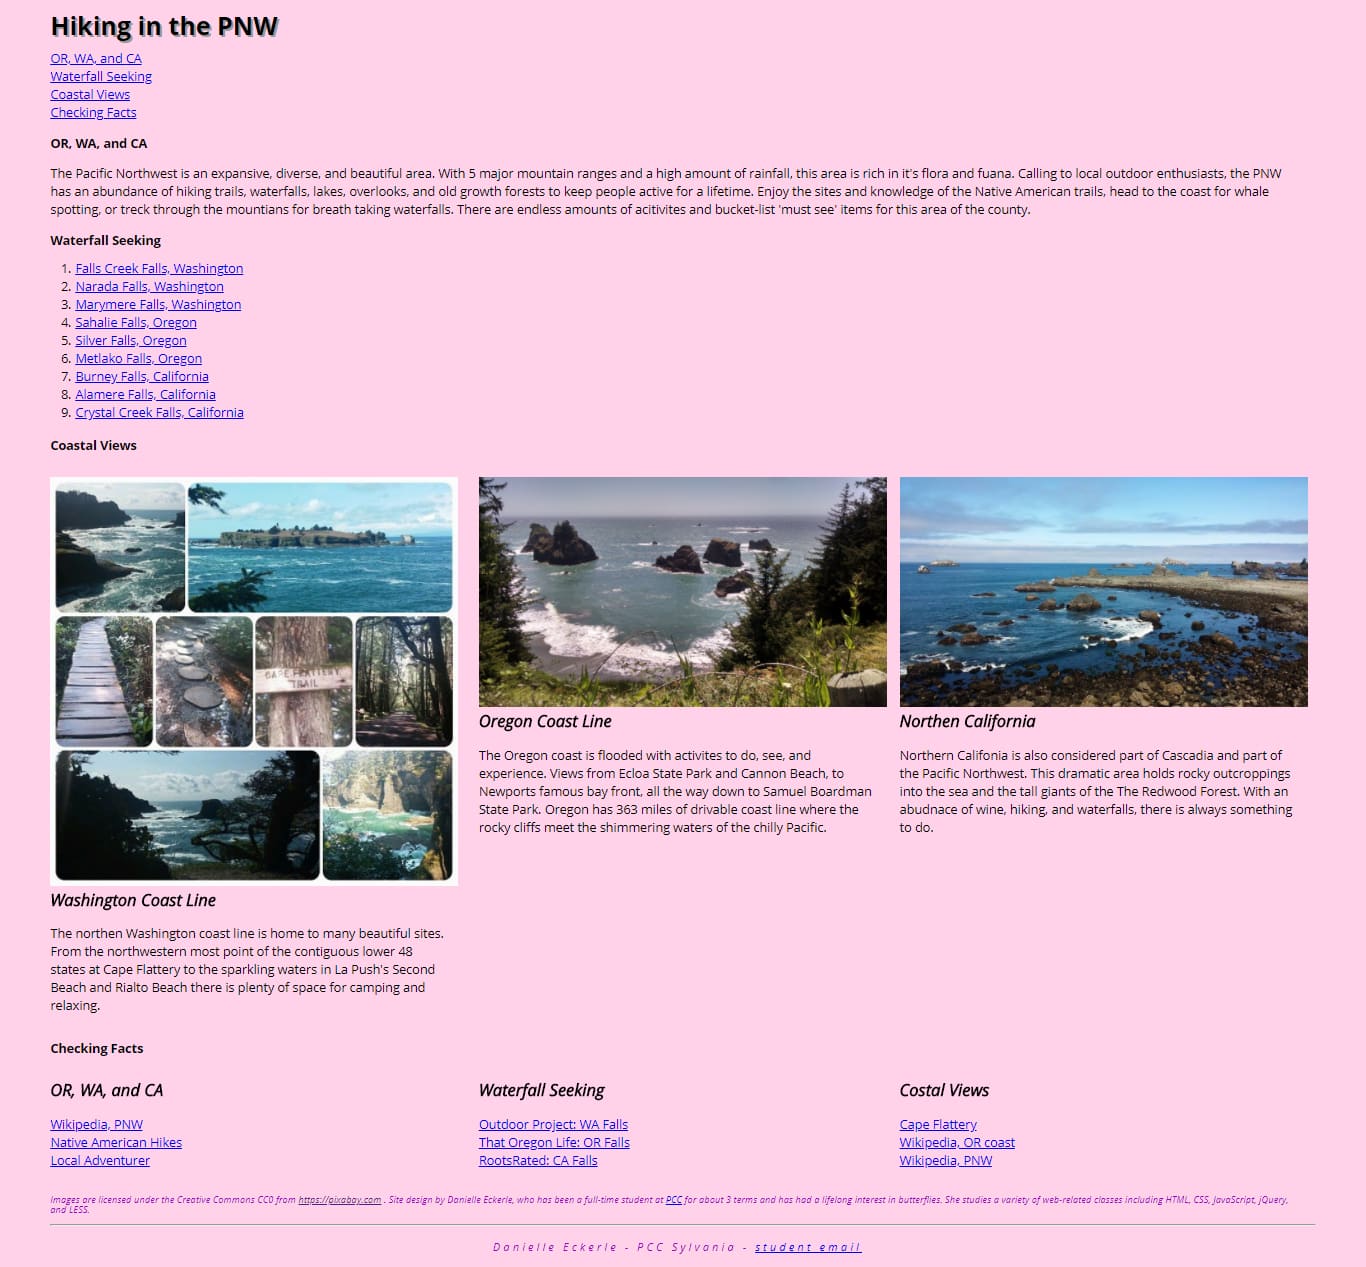 Hiking in the PNW
OR, WA, and CA
Waterfall Seeking
Coastal Views
Checking Facts
OR, WA, and CA
The Pacific Northwest is an expansive, diverse, and beautiful area. With 5 major mountain ranges and a high amount of rainfall, this area is rich in it's flora and fuana. Calling to local outdoor enthusiasts, the PNW
has an abundance of hiking trails, waterfalls, lakes, overlooks, and old growth forests to keep people active for a lifetime. Enjoy the sites and knowledge of the Native American trails, head to the coast for whale
spotting, or treck through the mountians for breath taking waterfalls. There are endless amounts of acitivites and bucket-list 'must see' items for this area of the county.
Waterfall Seeking
1. Falls Creek Falls, Washington
2. Narada Falls, Washington
3. Marymere Falls, Washington
4. Sahalie Falls, Oregon
5. Silver Falls, Oregon
6. Metlako Falls, Oregon
7. Burney Falls, California
8. Alamere Falls, California
9. Crystal Creek Falls, California
Coastal Views
CAPE FLATTERY
TRAIL
Washington Coast Line
The northen Washington coast line is home to many beautiful sites.
From the northwestern most point of the contiguous lower 48
states at Cape Flattery to the sparkling waters in La Push's Second
Beach and Rialto Beach there is plenty of space for camping and
relaxing.
Oregon Coast Line
The Oregon coast is flooded with activites to do, see, and
experience. Views from Ecloa State Park and Cannon Beach, to
Newports famous bay front, all the way down to Samuel Boardman
State Park. Oregon has 363 miles of drivable coast line where the
rocky cliffs meet the shimmering waters of the chilly Pacific.
Northen California
Northern Califonia is also considered part of Cascadia and part of
the Pacific Northwest. This dramatic area holds rocky outcroppings
into the sea and the tall giants of the The Redwood Forest. With an
abudnace of wine, hiking, and waterfalls, there is always something
to do.
Checking Facts
OR, WA, and CA
Wikipedia, PNW
Native American Hikes
Local Adventurer
Waterfall Seeking
Outdoor Project: WA Falls
That Oregon Life: OR Falls
RootsRated: CA Falls
Costal Views
Cape Flattery
Wikipedia, OR coast
Wikipedia, PNW
Images are licensed under the Creative Commons CC0 from https://pixabay.com . Site design by Danielle Eckerle, who has been a full-time student at PCC for about 3 terms and has had a lifelong interest in butterflies. She studies a variety of web-related classes including HTML, CSS, JavaScript, jQuery,
and LESS.
Danielle Eckerle - PCC Sylvania - student email